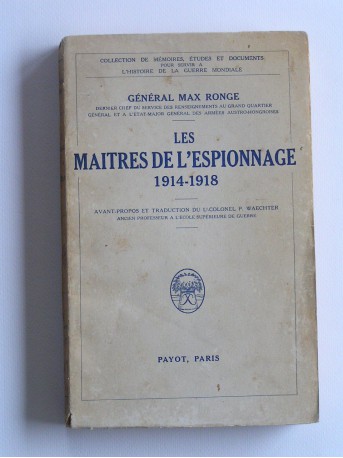 COLLECTION DE MÉMOIRES, ÉTUDES ET DOCUMENTS
POUR SERVIR A
L'HISTOIRE DE LA GUERRE MONDIALE
GÉNÉRAL MAX RONGE
DERNIER CHEF DU SERVICE DES RENSEIGNEMENTS AU GRAND QUARTIER
GÉNÉRAL ET A L'ÉTAT-MAJOR GÉNÉRAL DES ARMÉES AUSTRO-HONGROISES
LES
MAITRES DE L'ESPIONNAGE
1914-1918
AVANT-PROPOS ET TRADUCTION DU Lt-COLONEL P. WAECHTER
ANCIEN PROFESSEUR A L'ÉCOLE SUPÉRIEURE DE GUERRE
PAYOT, PARIS